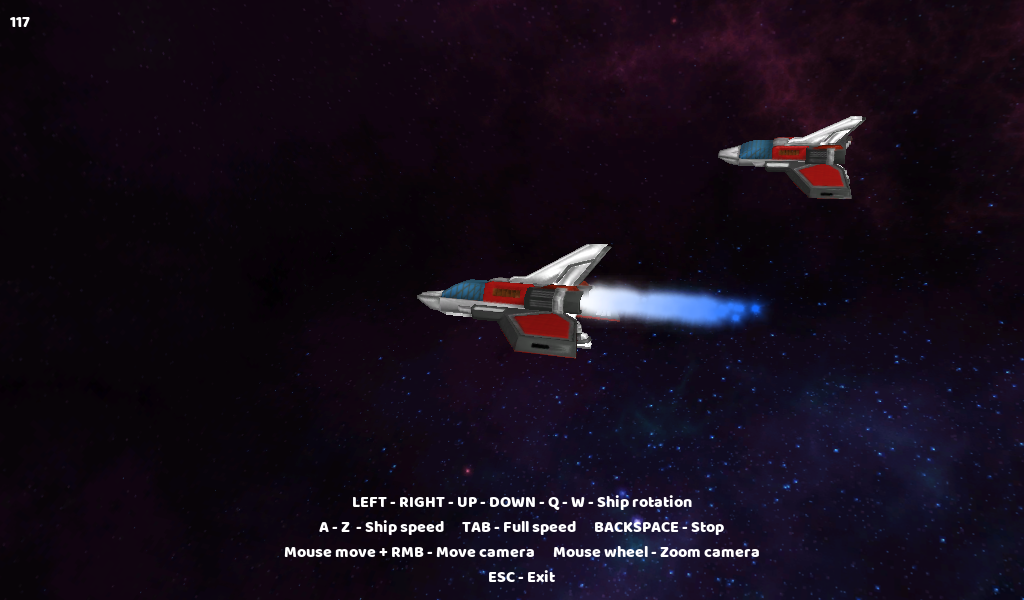 117
LEFT - RIGHT - UP - DOWN - Q - W - Ship rotation
A - Z - Ship speed TAB - Full speed BACKSPACE - Stop
Mouse move + RMB - Move camera Mouse wheel - Zoom camera
ESC - Exit